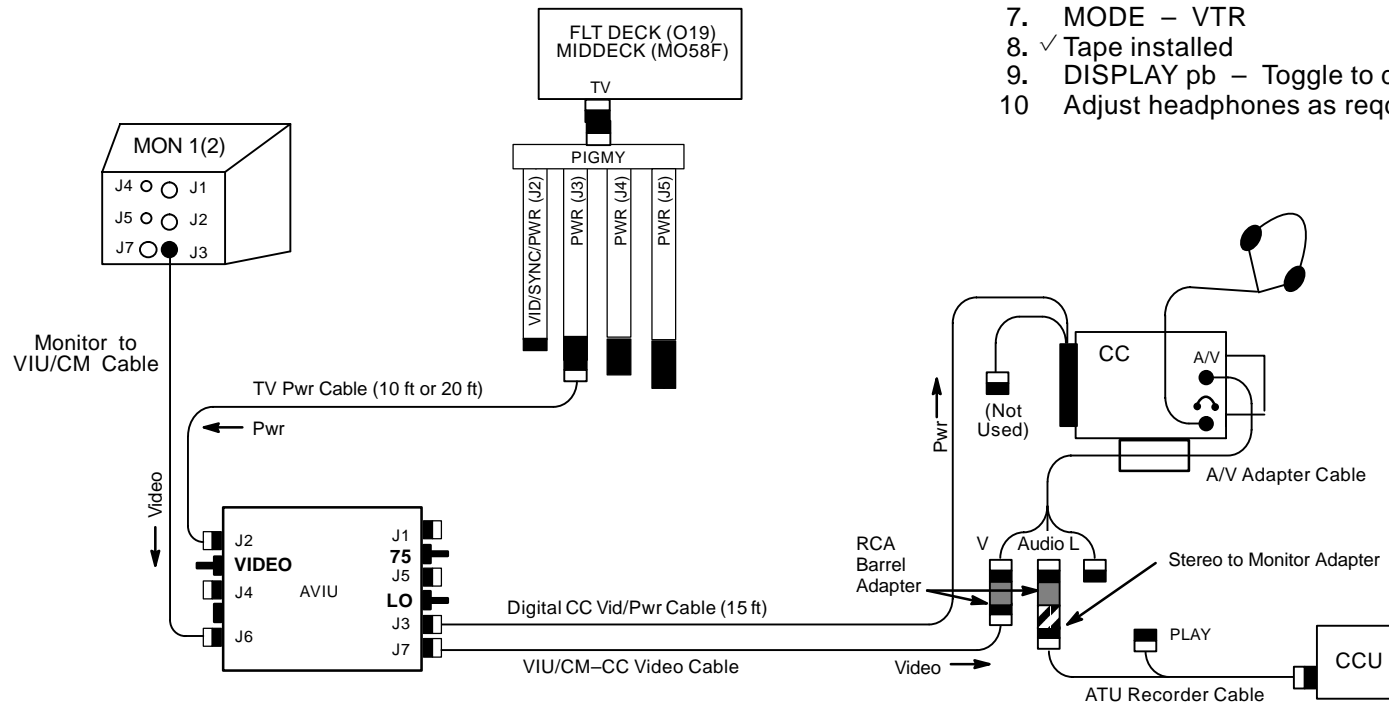 7. MODE – VTR
8. √ Tape installed
9. DISPLAY pb – Toggle to
10 Adjust headphones as
FLT DECK (O19)
MIDDECK (MO58F)
TV
PIGMY
VID/SYNC/PWR (J2)
PWR (J3)
PWR (J4)
PWR (J5)
MON 1(2)
J4 J1
J5 J2
J7 J3
Monitor to
VIU/CM Cable
TV Pwr Cable (10 ft or 20 ft)
Pwr
Video
J2
VIDEO
J4
J6
AVIU
J1
75
J5
LO
J3
J7
Digital CC Vid/Pwr Cable (15 ft)
VIU/CM–CC Video Cable
Pwr
(Not
Used)
CC
A/V
A/V Adapter Cable
RCA
Barrel
Adapter
V
Audio L
Stereo to Monitor Adapter
Video
PLAY
CCU
ATU Recorder Cable